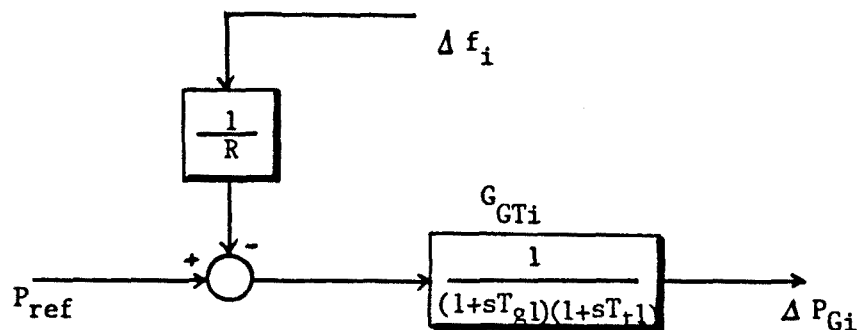 Δ f_i
1
R
G_GTi
+
-
P_ref
1
(1+sT_g1)(1+sT_t1)
Δ P_Gi